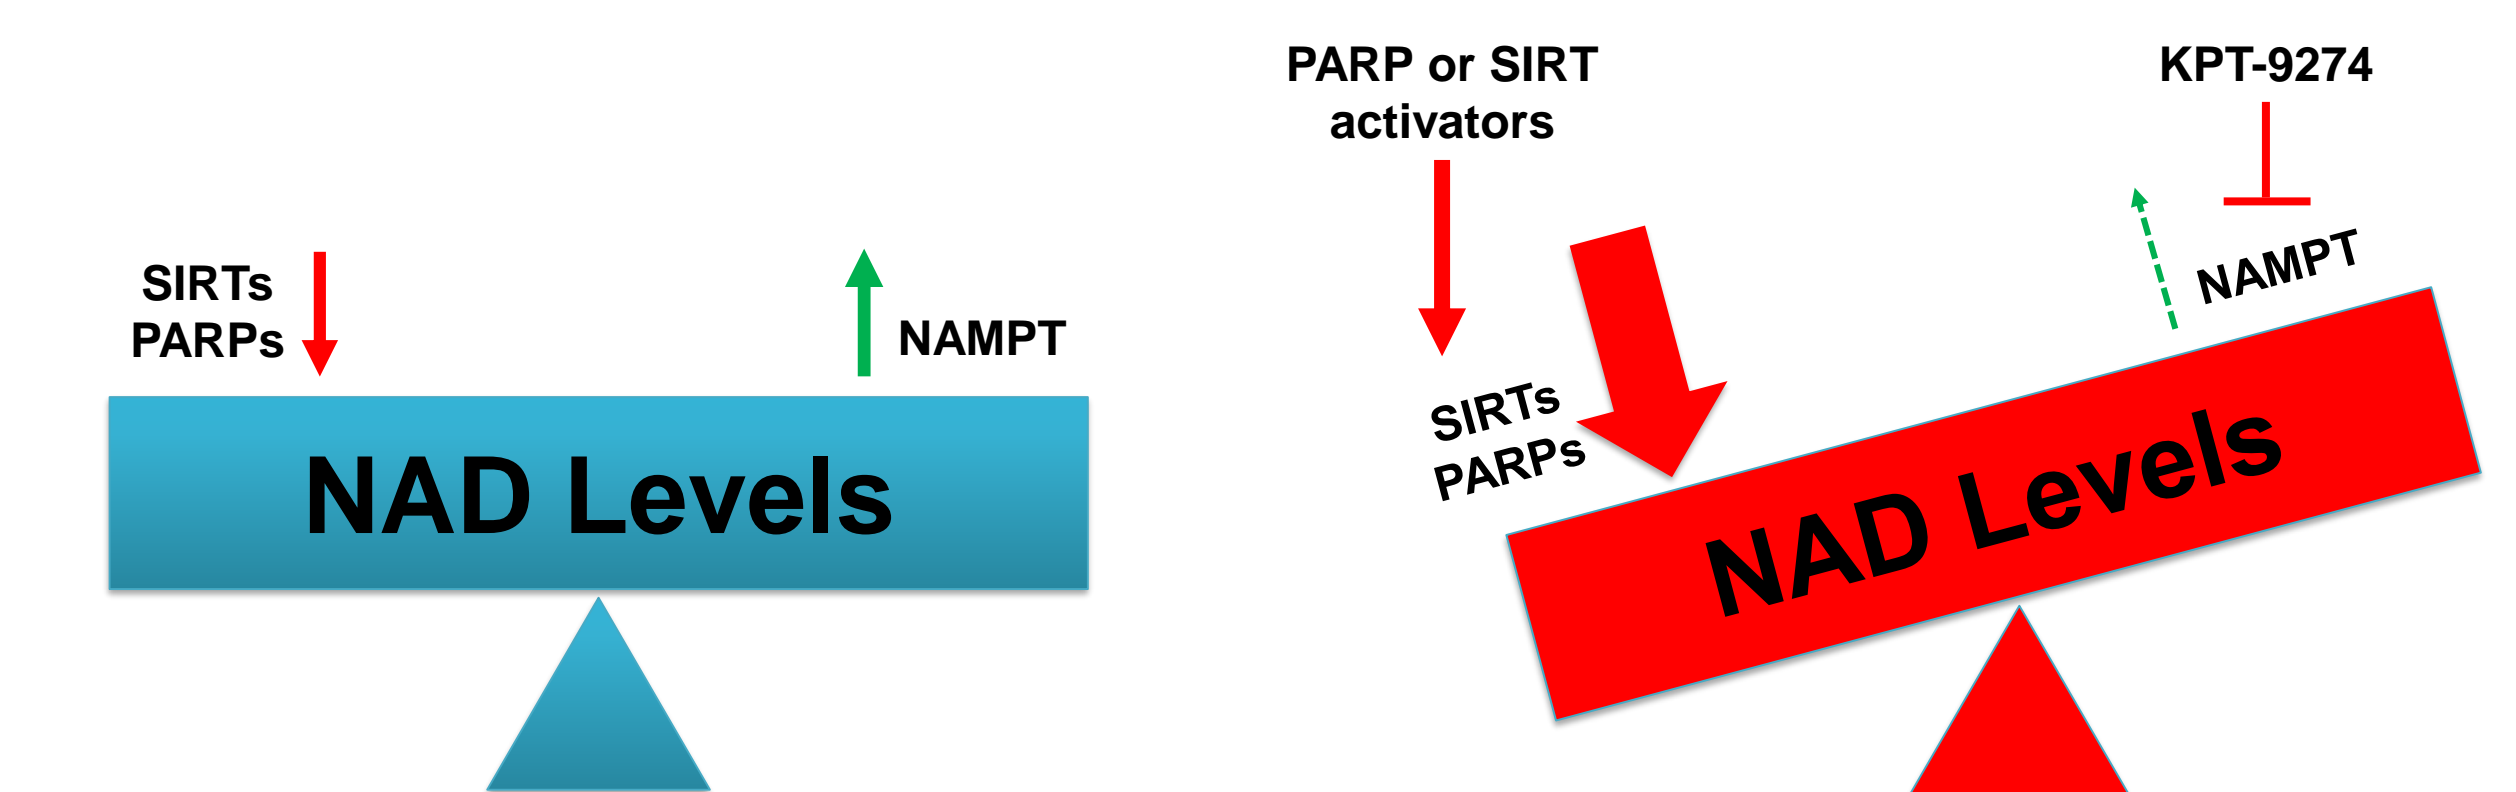 SIRTs
PARPs
NAMPT
NAD Levels
PARP or SIRT
activators
KPT-9274
NAMPT
SIRTs
PARPs
NAD Levels